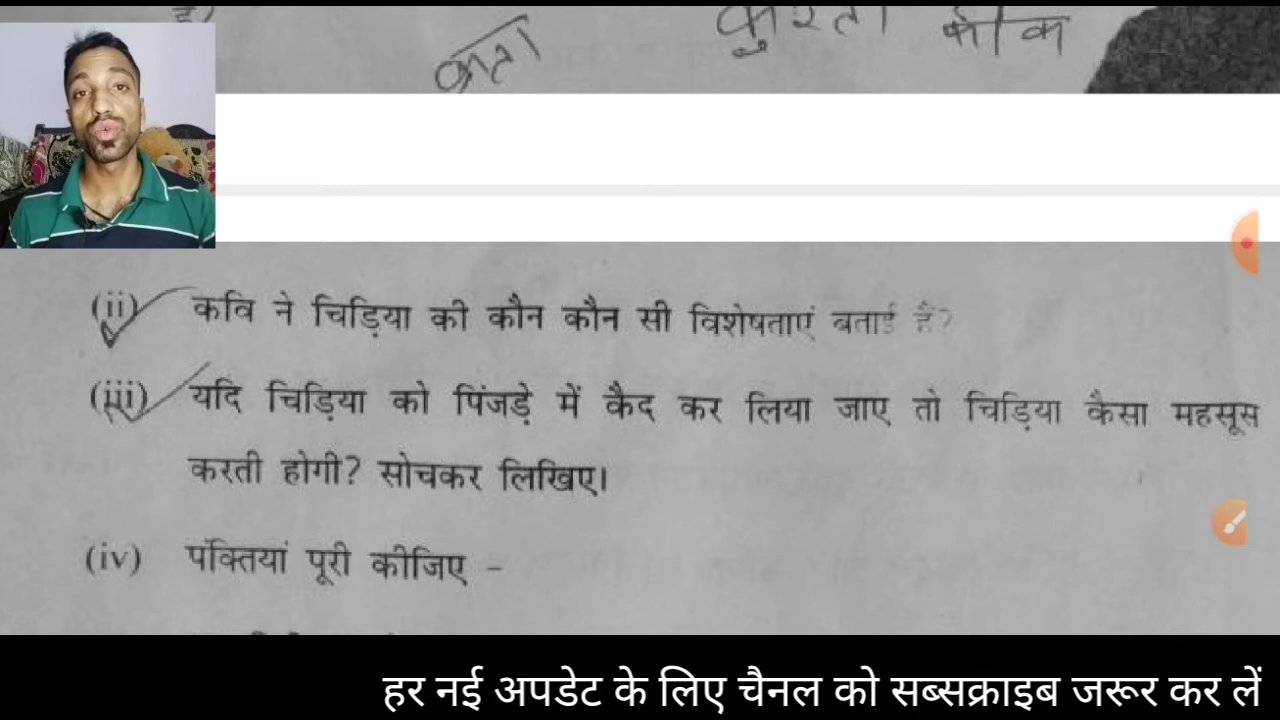 (ii) कवि ने चिड़िया की कौन कौन सी विशेषताएं बताई हैं?
(iii) यदि चिड़िया को पिंजड़े में कैद कर लिया जाए तो चिड़िया कैसा महसूस
करती होगी? सोचकर लिखिए।
(iv) पंक्तियां पूरी कीजिए -
हर नई अपडेट के लिए चैनल को सब्सक्राइब जरूर कर लें